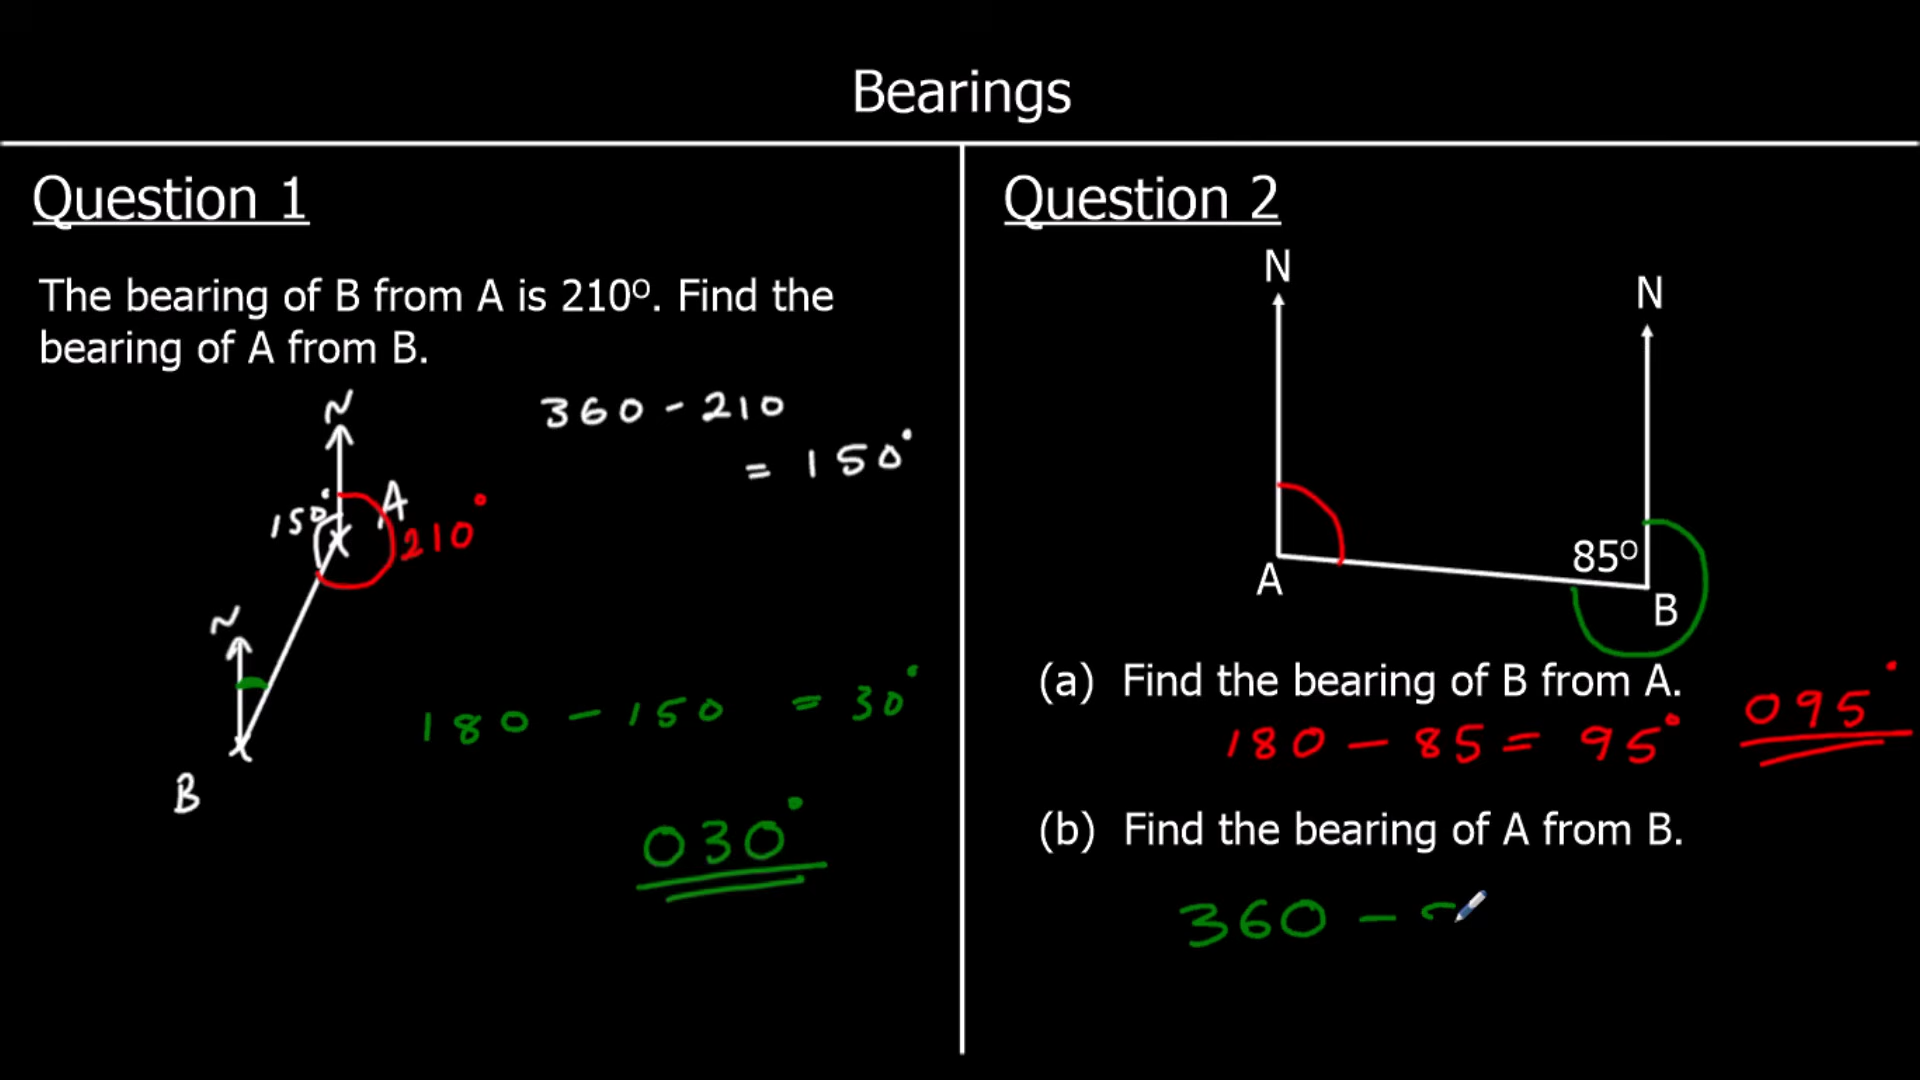 Bearings
Question 1
The bearing of B from A is 210º. Find the
bearing of A from B.
N
360 - 210
= 150°
150°
A
210°
N
180 - 150 = 30°
B
030°
Question 2
N
N
85º
A
B
(a) Find the bearing of B from A.
180 - 85 = 95°
095°
(b) Find the bearing of A from B.
360 -